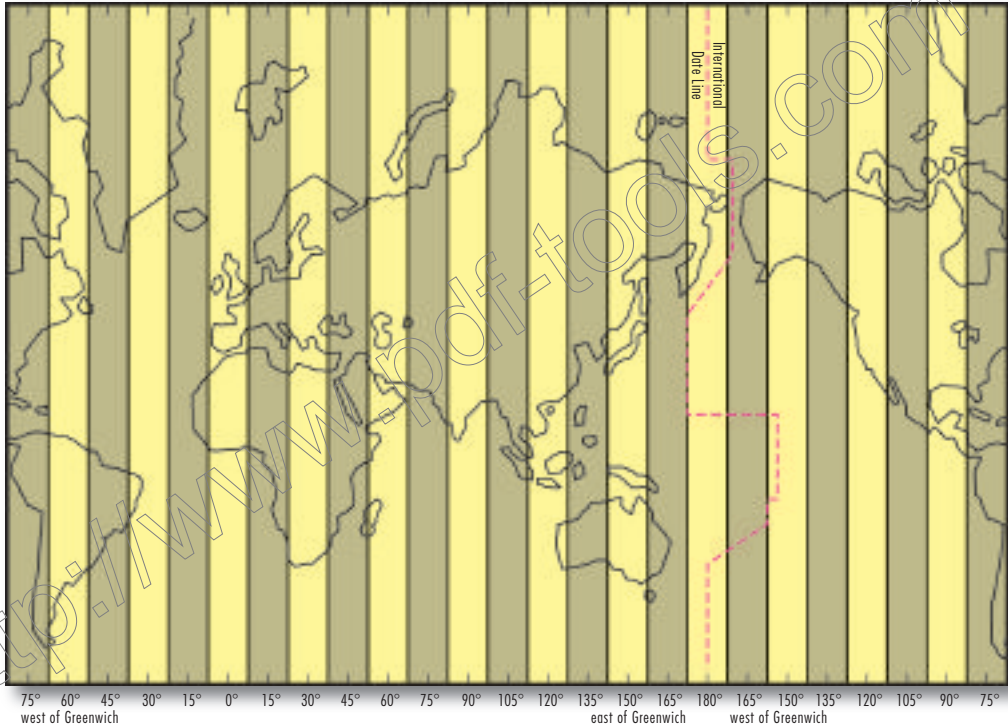 International
Date Line
http://www.pdf-tools.com
75° 60° 45° 30° 15° 0° 15° 30° 45° 60° 75° 90° 105° 120° 135° 150° 165° 180° 165° 150° 135° 120° 105° 90° 75°
west of Greenwich east of Greenwich west of Greenwich